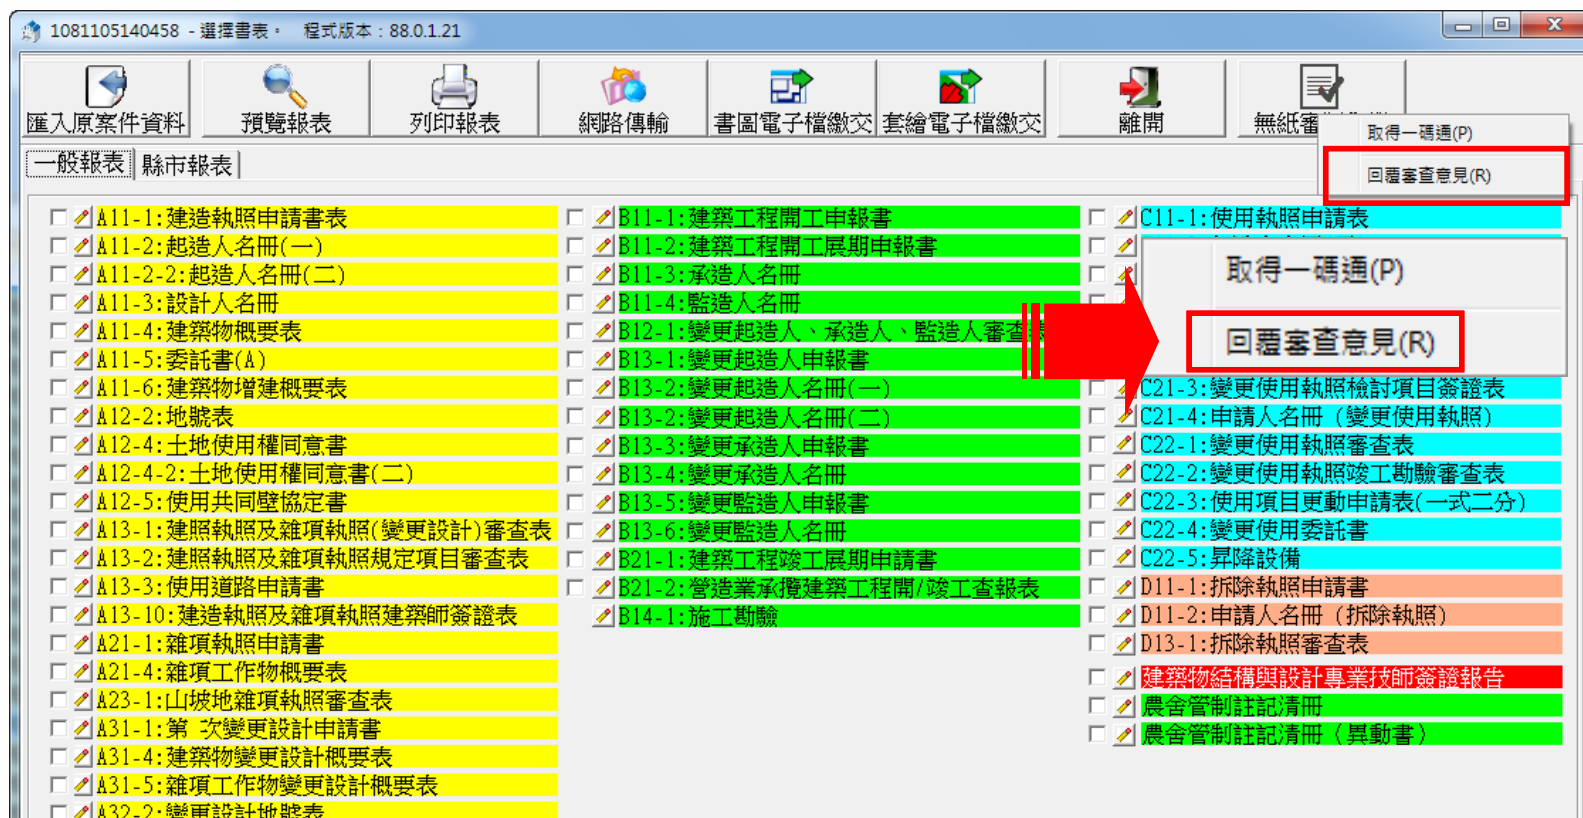 1081105140458 - 選擇書表。 程式版本：88.0.1.21
匯入原案件資料
預覽報表
列印報表
網路傳輸
書圖電子檔繳交
套繪電子檔繳交
離開
無紙審
取得一碼通(P)
回覆審查意見(R)
一般報表
縣市報表
A11-1:建造執照申請書表
A11-2:起造人名冊(一)
A11-2-2:起造人名冊(二)
A11-3:設計人名冊
A11-4:建築物概要表
A11-5:委託書(A)
A11-6:建築物增建概要表
A12-2:地號表
A12-4:土地使用權同意書
A12-4-2:土地使用權同意書(二)
A12-5:使用共同壁協定書
A13-1:建照執照及雜項執照(變更設計)審查表
A13-2:建照執照及雜項執照規定項目審查表
A13-3:使用道路申請書
A13-10:建造執照及雜項執照建築師簽證表
A21-1:雜項執照申請書
A21-4:雜項工作物概要表
A23-1:山坡地雜項執照審查表
A31-1:第 次變更設計申請書
A31-4:建築物變更設計概要表
A31-5:雜項工作物變更設計概要表
A32-2:變更設計地號表
B11-1:建築工程開工申報書
B11-2:建築工程開工展期申報書
B11-3:承造人名冊
B11-4:監造人名冊
B12-1:變更起造人、承造人、監造人審查表
B13-1:變更起造人申報書
B13-2:變更起造人名冊(一)
B13-2:變更起造人名冊(二)
B13-3:變更承造人申報書
B13-4:變更承造人名冊
B13-5:變更監造人申報書
B13-6:變更監造人名冊
B21-1:建築工程竣工展期申請書
B21-2:營造業承攬建築工程開/竣工查報表
B14-1:施工勘驗
C11-1:使用執照申請表
取得一碼通(P)
回覆審查意見(R)
C21-3:變更使用執照檢討項目簽證表
C21-4:申請人名冊（變更使用執照）
C22-1:變更使用執照審查表
C22-2:變更使用執照竣工勘驗審查表
C22-3:使用項目更動申請表(一式二分)
C22-4:變更使用委託書
C22-5:昇降設備
D11-1:拆除執照申請書
D11-2:申請人名冊（拆除執照）
D13-1:拆除執照審查表
建築物結構與設計專業技師簽證報告
農舍管制註記清冊
農舍管制註記清冊（異動書）